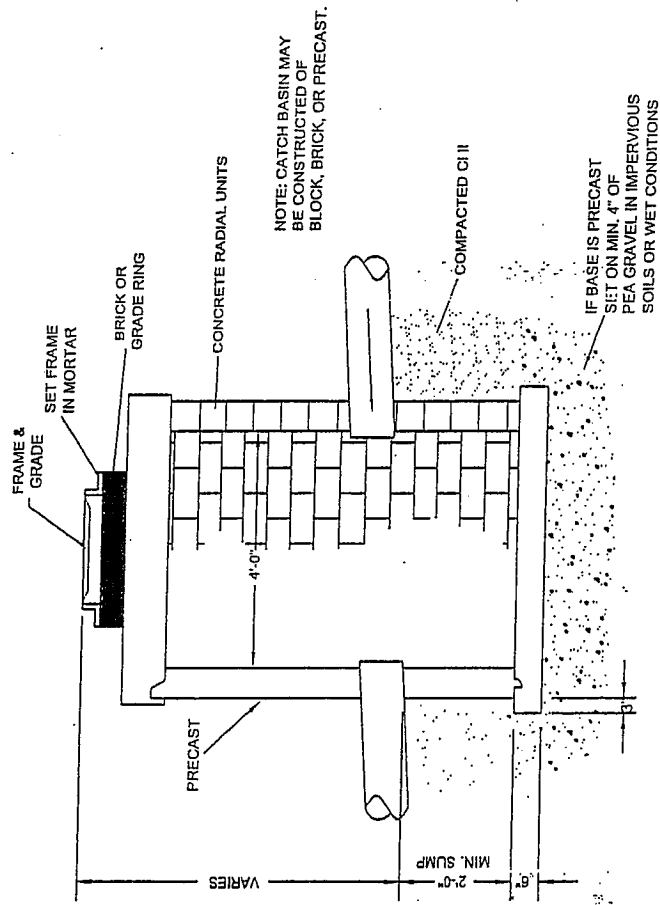 FRAME &
GRADE
SET FRAME
IN MORTAR
BRICK OR
GRADE RING
CONCRETE RADIAL UNITS
NOTE: CATCH BASIN MAY
BE CONSTRUCTED OF
BLOCK, BRICK, OR PRECAST.
4'-0"
PRECAST
COMPACTED CI II
IF BASE IS PRECAST
SET ON MIN. 4" OF
PEA GRAVEL IN IMPERVIOUS
SOILS OR WET CONDITIONS
VARIES
2'-0"
MIN. SUMP
6"
3"